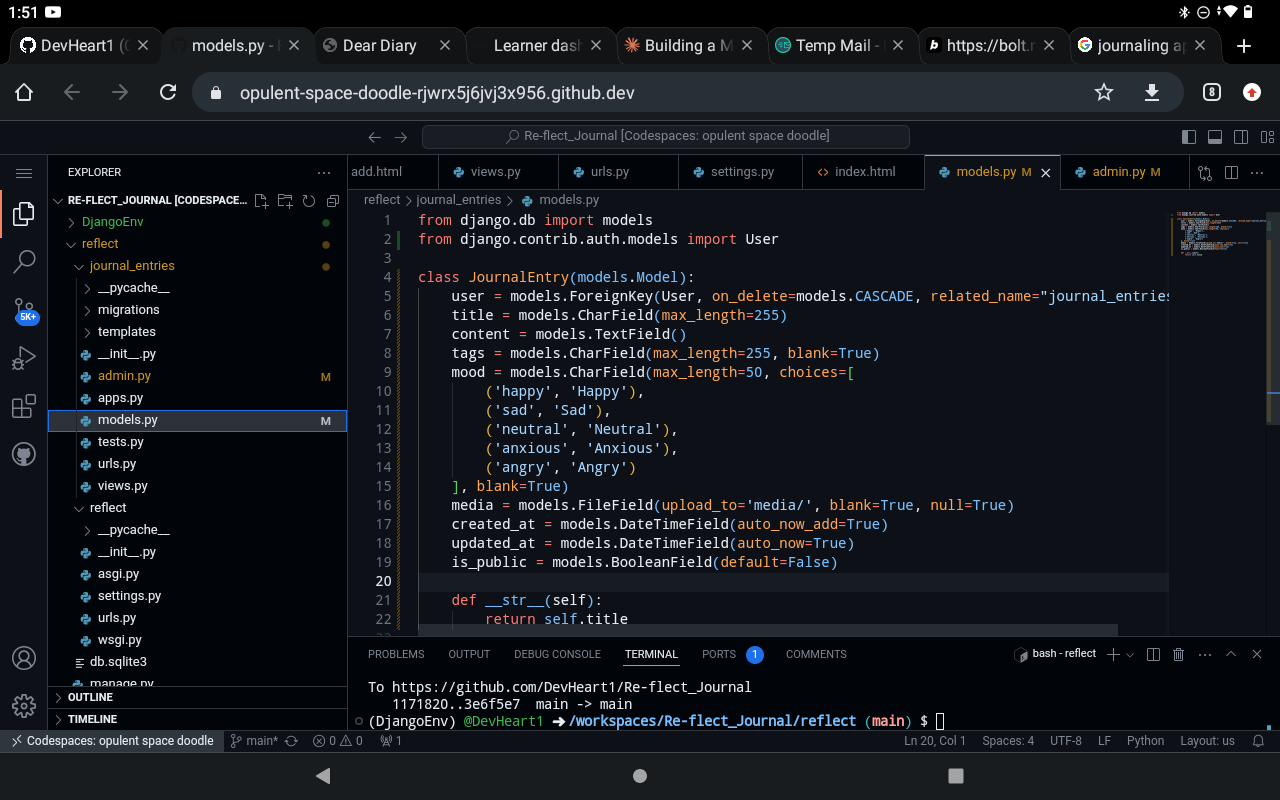 1:51
DevHeart1 (
models.py -
Dear Diary
Learner das
Building a M
Temp Mail -
https://bolt.
journaling a
opulent-space-doodle-rjwrx5j6jvj3x956.github.dev
8
Re-flect_Journal [Codespaces: opulent space doodle]
EXPLORER
RE-FLECT_JOURNAL [CODESPACE...
DjangoEnv
reflect
journal_entries
__pycache__
migrations
templates
__init__.py
admin.py M
apps.py
models.py M
tests.py
urls.py
views.py
reflect
__pycache__
__init__.py
asgi.py
settings.py
urls.py
wsgi.py
db.sqlite3
manage.py
OUTLINE
TIMELINE
5K+
add.html
views.py
urls.py
settings.py
index.html
models.py M
admin.py M
reflect > journal_entries > models.py
1 from django.db import models
2 from django.contrib.auth.models import User
3
4 class JournalEntry(models.Model):
5 user = models.ForeignKey(User, on_delete=models.CASCADE, related_name="journal_entries
6 title = models.CharField(max_length=255)
7 content = models.TextField()
8 tags = models.CharField(max_length=255, blank=True)
9 mood = models.CharField(max_length=50, choices=[
10 ('happy', 'Happy'),
11 ('sad', 'Sad'),
12 ('neutral', 'Neutral'),
13 ('anxious', 'Anxious'),
14 ('angry', 'Angry')
15 ], blank=True)
16 media = models.FileField(upload_to='media/', blank=True, null=True)
17 created_at = models.DateTimeField(auto_now_add=True)
18 updated_at = models.DateTimeField(auto_now=True)
19 is_public = models.BooleanField(default=False)
20
21 def __str__(self):
22 return self.title
PROBLEMS
OUTPUT
DEBUG CONSOLE
TERMINAL
PORTS 1
COMMENTS
bash - reflect
To https://github.com/DevHeart1/Re-flect_Journal
1171820..3e6f5e7 main -> main
(DjangoEnv) @DevHeart1 ➜ /workspaces/Re-flect_Journal/reflect (main) $
Codespaces: opulent space doodle
main*
0
0
1
Ln 20, Col 1
Spaces: 4
UTF-8
LF
Python
Layout: us